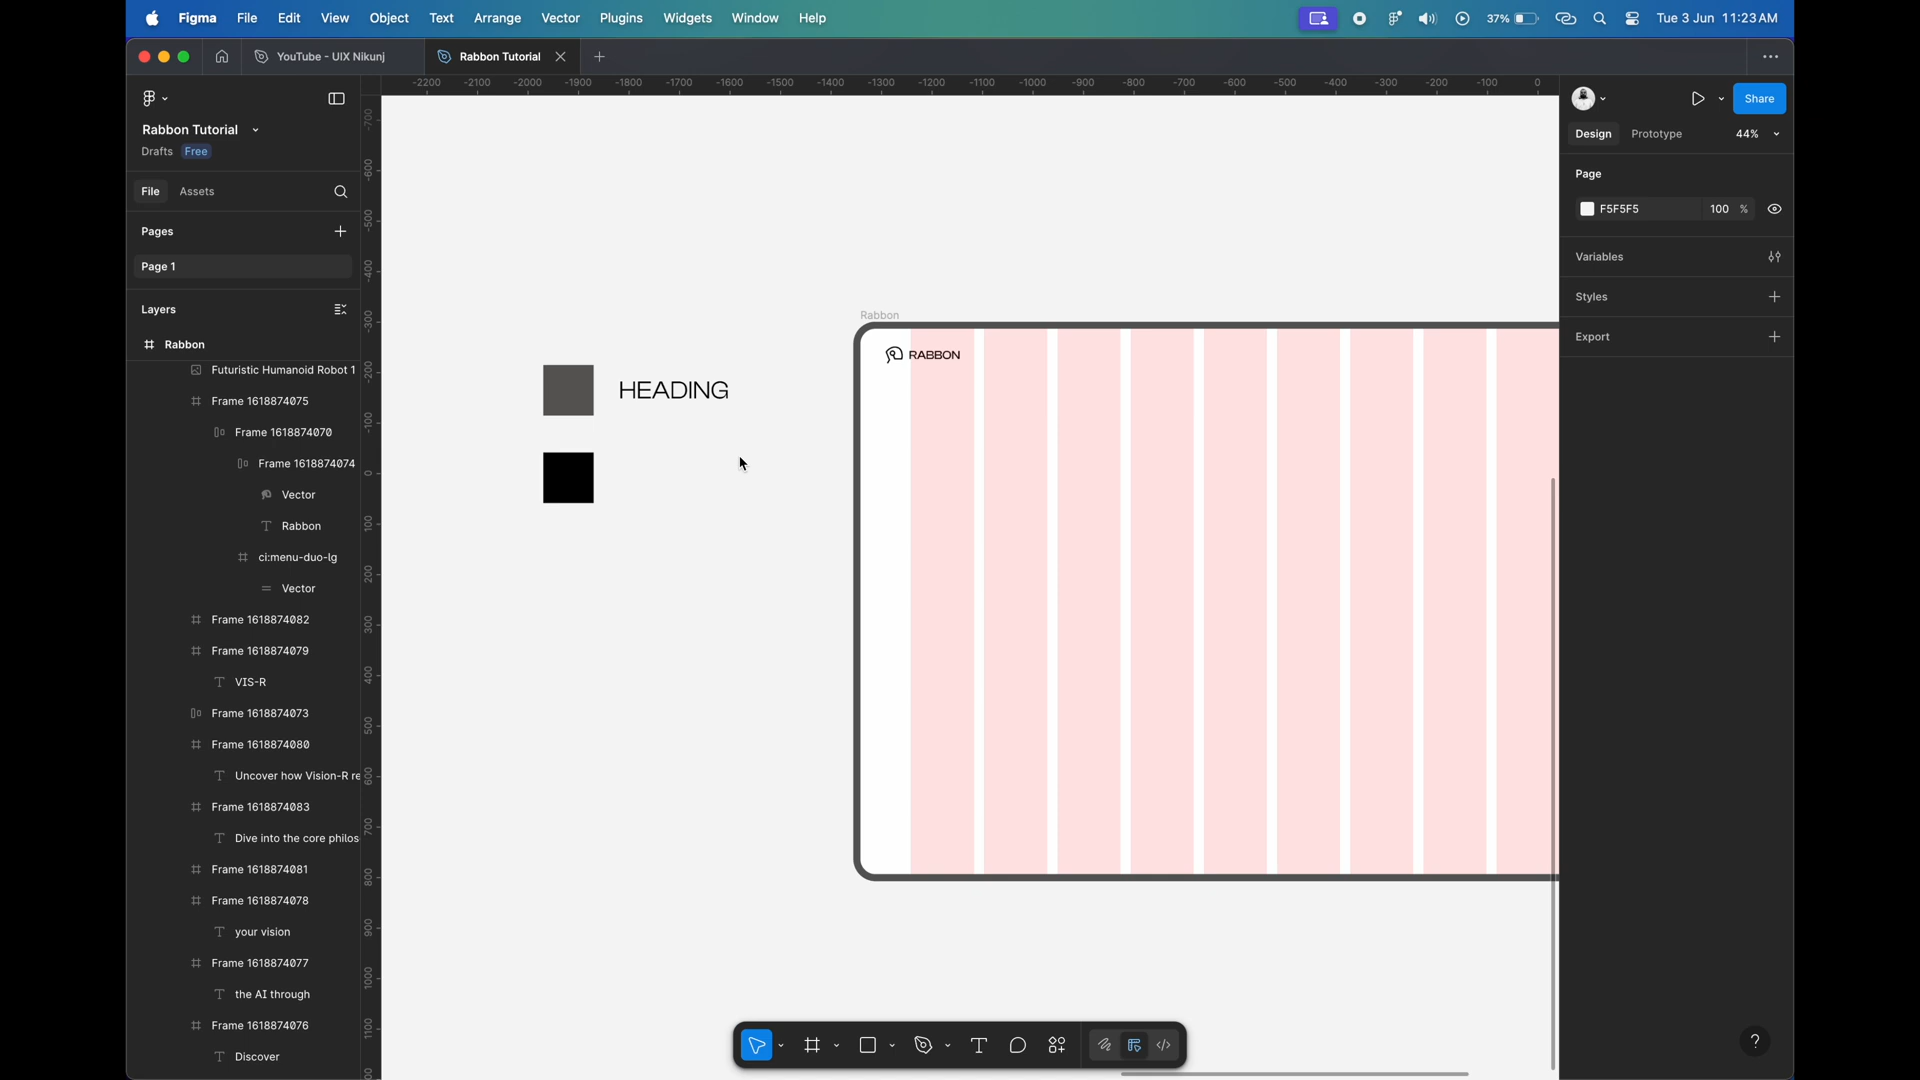 Figma File Edit View Object Text Arrange Vector Plugins Widgets Window Help 37% Tue 3 Jun 11:23 AM
YouTube - UIX Nikunj Rabbon Tutorial
-2200 -2100 -2000 -1900 -1800 -1700 -1600 -1500 -1400 -1300 -1200 -1100 -1000 -900 -800 -700 -600 -500 -400 -300 -200 -100 0
Share
Rabbon Tutorial
Drafts Free
Design Prototype 44%
File Assets
Page
F5F5F5 100 %
Pages
Page 1
Variables
Styles
Export
Layers
Rabbon
Futuristic Humanoid Robot 1
Frame 1618874075
Frame 1618874070
Frame 1618874074
Vector
Rabbon
ci:menu-duo-lg
Vector
Frame 1618874082
Frame 1618874079
VIS-R
Frame 1618874073
Frame 1618874080
Uncover how Vision-R re
Frame 1618874083
Dive into the core philos
Frame 1618874081
Frame 1618874078
your vision
Frame 1618874077
the AI through
Frame 1618874076
Discover
-700
-600
-500
-400
-300
-200
-100
0
100
200
300
400
500
600
700
800
900
1000
1100
Rabbon
RABBON
HEADING
?